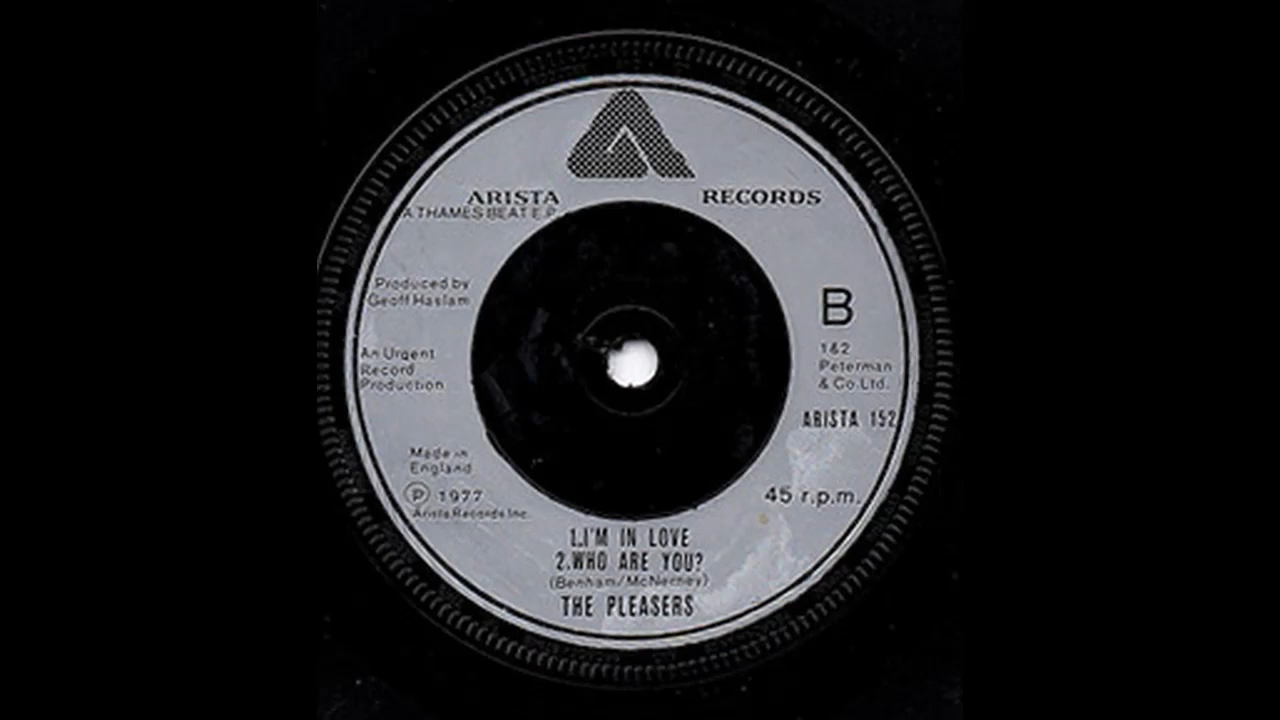 ARISTA RECORDS
A THAMES BEAT E.P.
Produced by
Geoff Haslam
B
An Urgent
Record
Production
1&2
Peterman
& Co.Ltd.
ARISTA 152
Made in
England
Ⓟ 1977
Arista Records Inc.
45 r.p.m.
1.I'M IN LOVE
2.WHO ARE YOU?
(Benham/McNerney)
THE PLEASERS